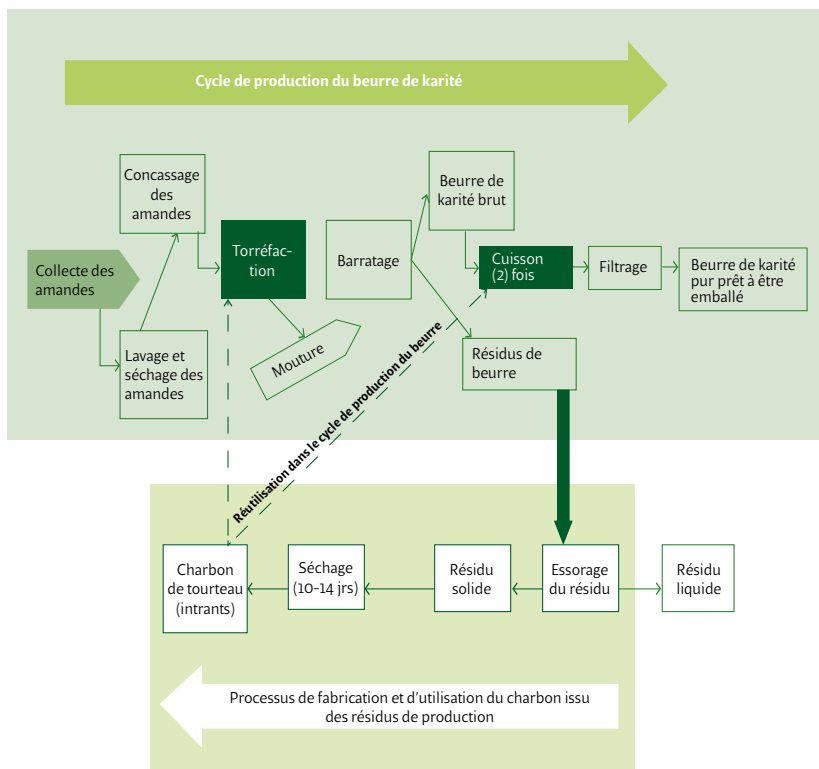 Cycle de production du beurre de karité
Collecte des
amandes
Lavage et
séchage des
amandes
Concassage
des
amandes
Torréfac-
tion
Mouture
Barratage
Beurre de
karité brut
Résidus de
beurre
Cuisson
(2) fois
Filtrage
Beurre de karité
pur prêt à être
emballé
Réutilisation dans le cycle de production du beurre
Charbon
de tourteau
(intrants)
Séchage
(10-14 jrs)
Résidu
solide
Essorage
du résidu
Résidu
liquide
Processus de fabrication et d'utilisation du charbon issu
des résidus de production